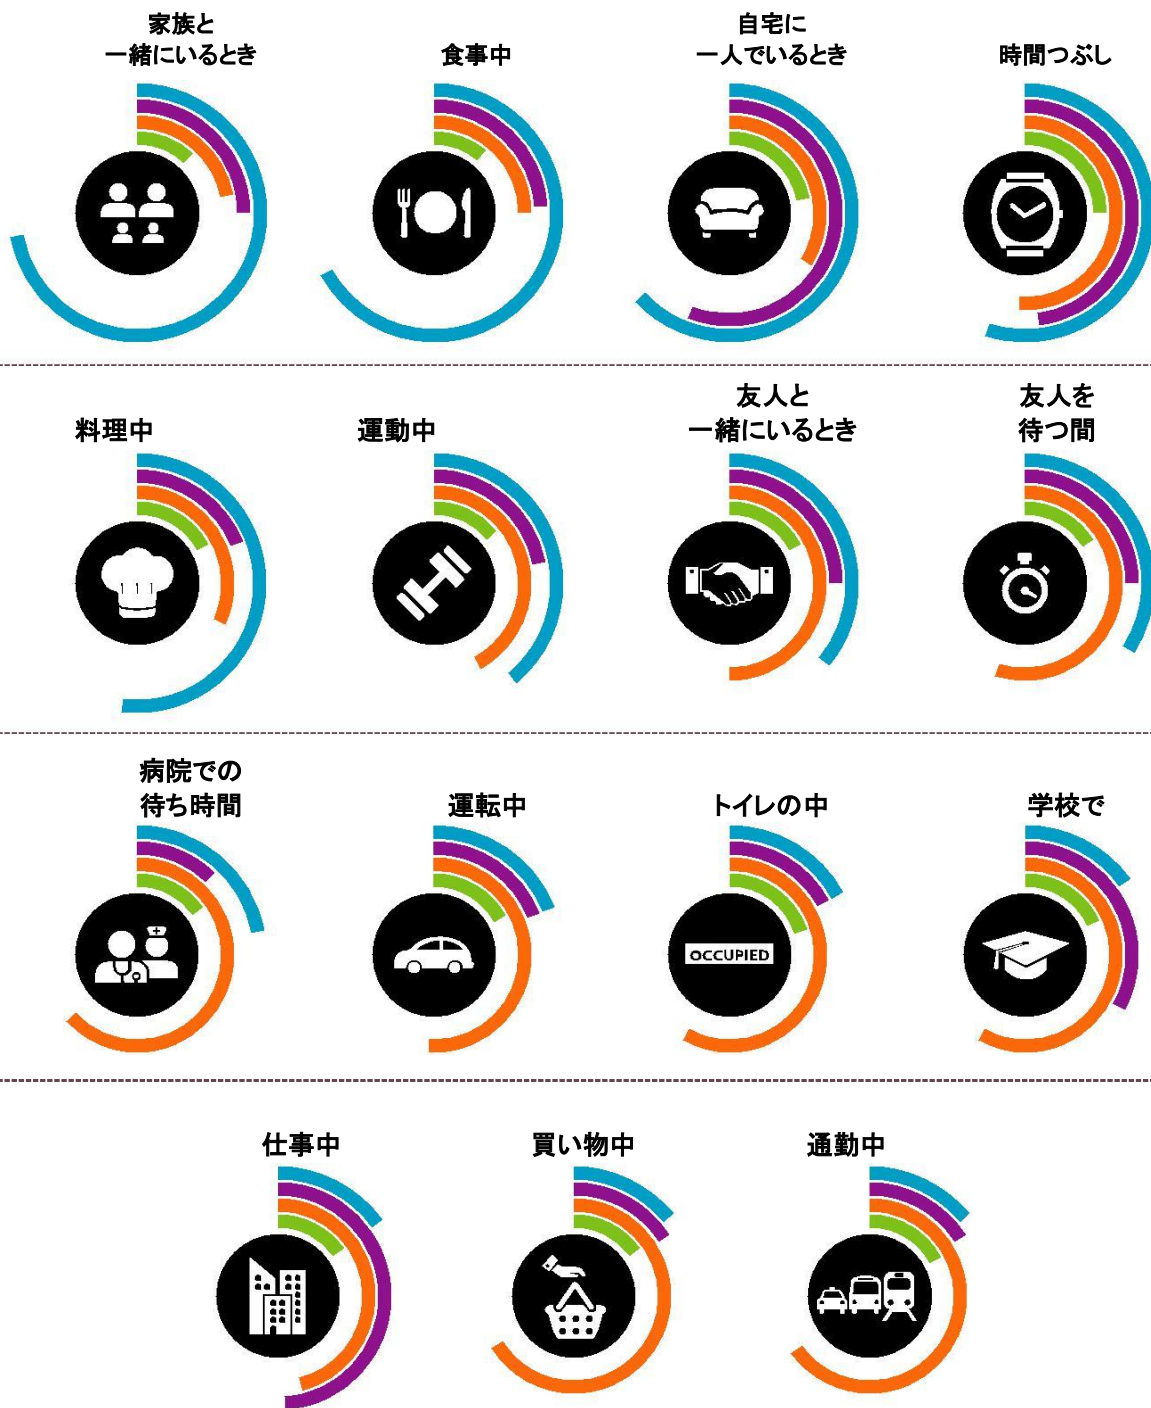 家族と
一緒にいるとき
食事中
自宅に
一人でいるとき
時間つぶし
料理中
運動中
友人と
一緒にいるとき
友人を
待つ間
病院での
待ち時間
運転中
トイレの中
学校で
OCCUPIED
仕事中
買い物中
通勤中